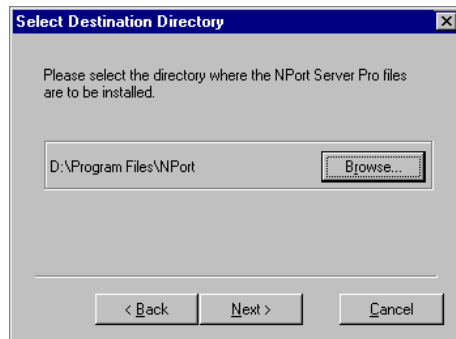 Select Destination Directory
Please select the directory where the NPort Server Pro files
are to be installed.
D:\Program Files\NPort
Browse...
< Back
Next >
Cancel